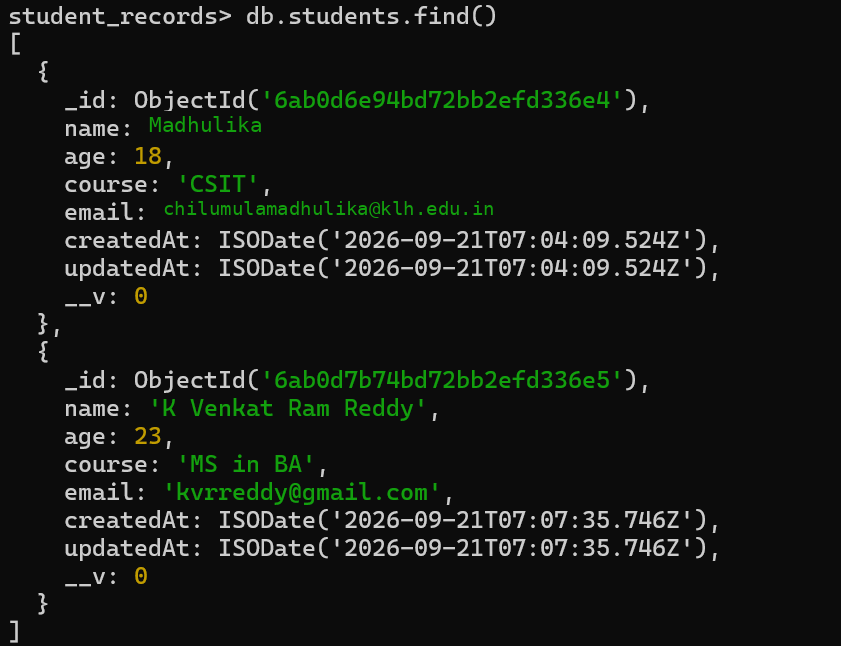 student_records> db.students.find()
[
  {
    _id: ObjectId('6ab0d6e94bd72bb2efd336e4'),
    name: Madhulika
    age: 18,
    course: 'CSIT',
    email: chilumulamadhulika@klh.edu.in
    createdAt: ISODate('2026-09-21T07:04:09.524Z'),
    updatedAt: ISODate('2026-09-21T07:04:09.524Z'),
    __v: 0
  },
  {
    _id: ObjectId('6ab0d7b74bd72bb2efd336e5'),
    name: 'K Venkat Ram Reddy',
    age: 23,
    course: 'MS in BA',
    email: 'kvrreddy@gmail.com',
    createdAt: ISODate('2026-09-21T07:07:35.746Z'),
    updatedAt: ISODate('2026-09-21T07:07:35.746Z'),
    __v: 0
  }
]